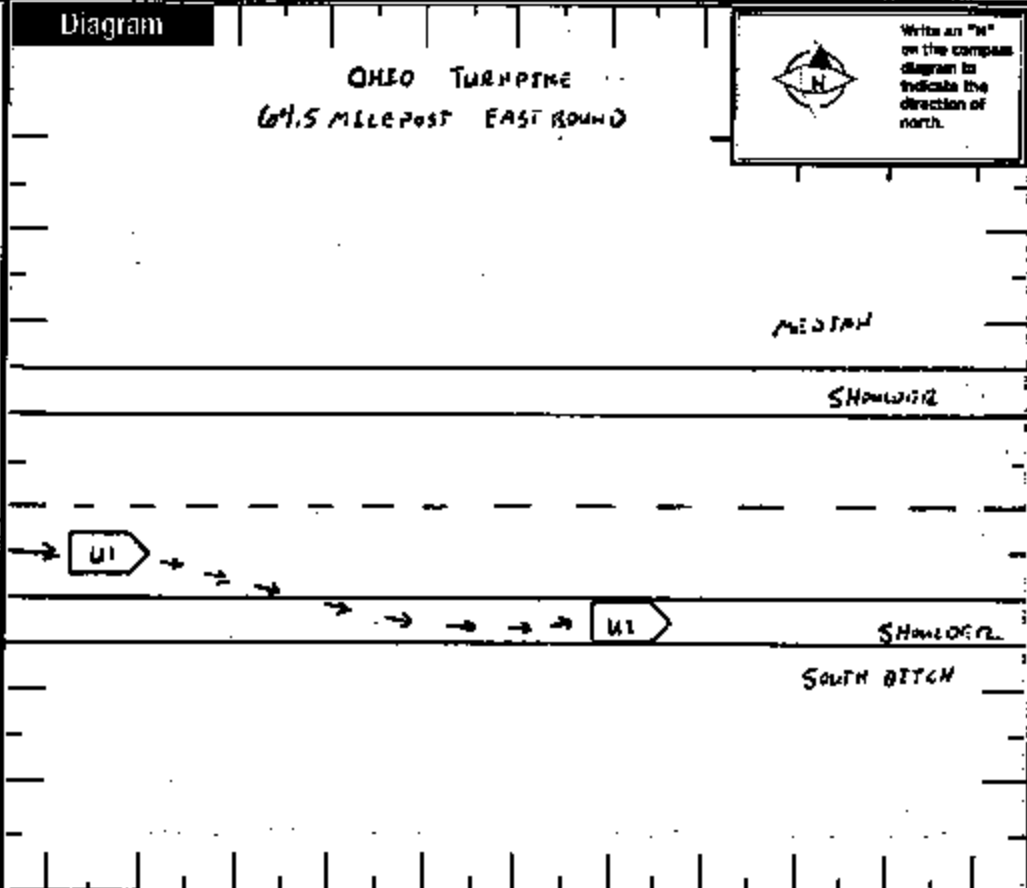 Diagram
OHIO TURNPIKE
64.5 MILEPOST EAST BOUND
Write an "N"
on the compass
diagram to
indicate the
direction of
north.
N
MEDIAN
SHOULDER
U1
U1
SHOULDER
SOUTH DITCH